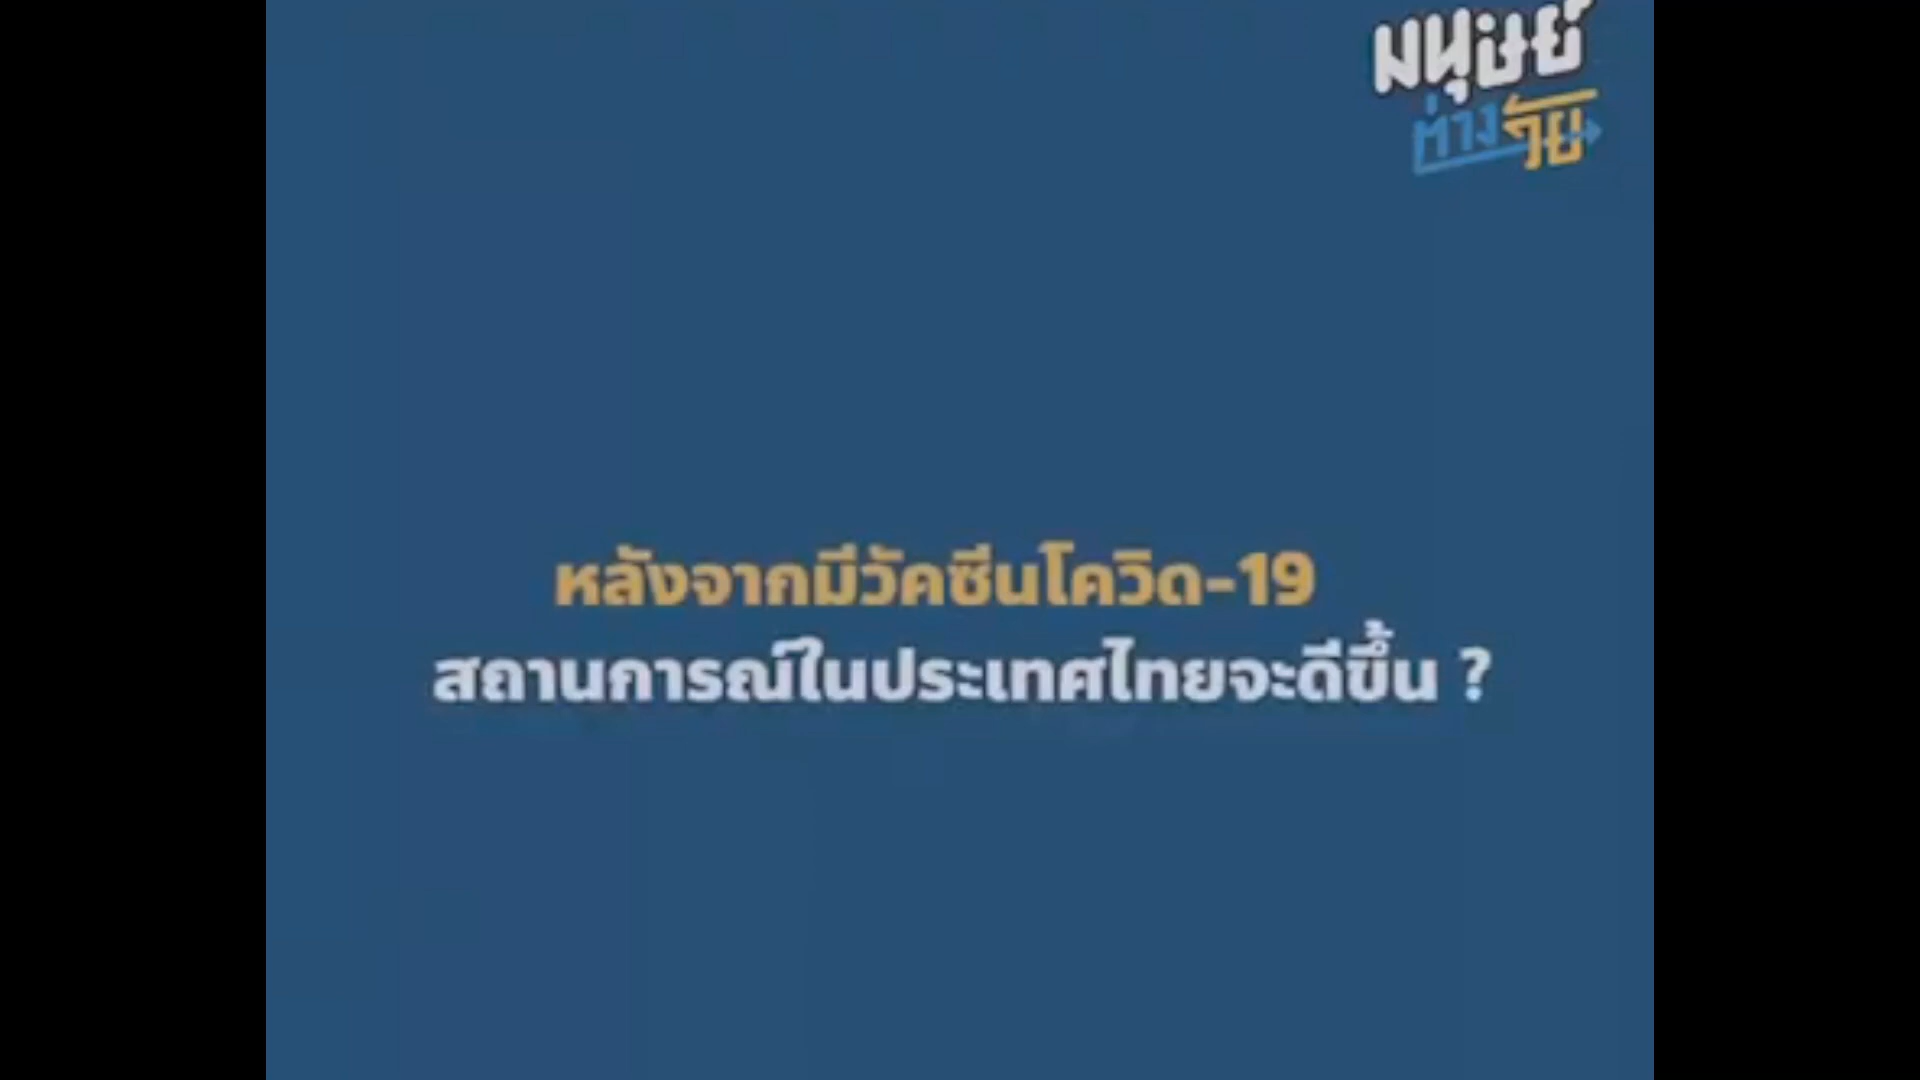 มนุษย์
ต่างวัย
หลังจากมีวัคซีนโควิด-19
สถานการณ์ในประเทศไทยจะดีขึ้น ?